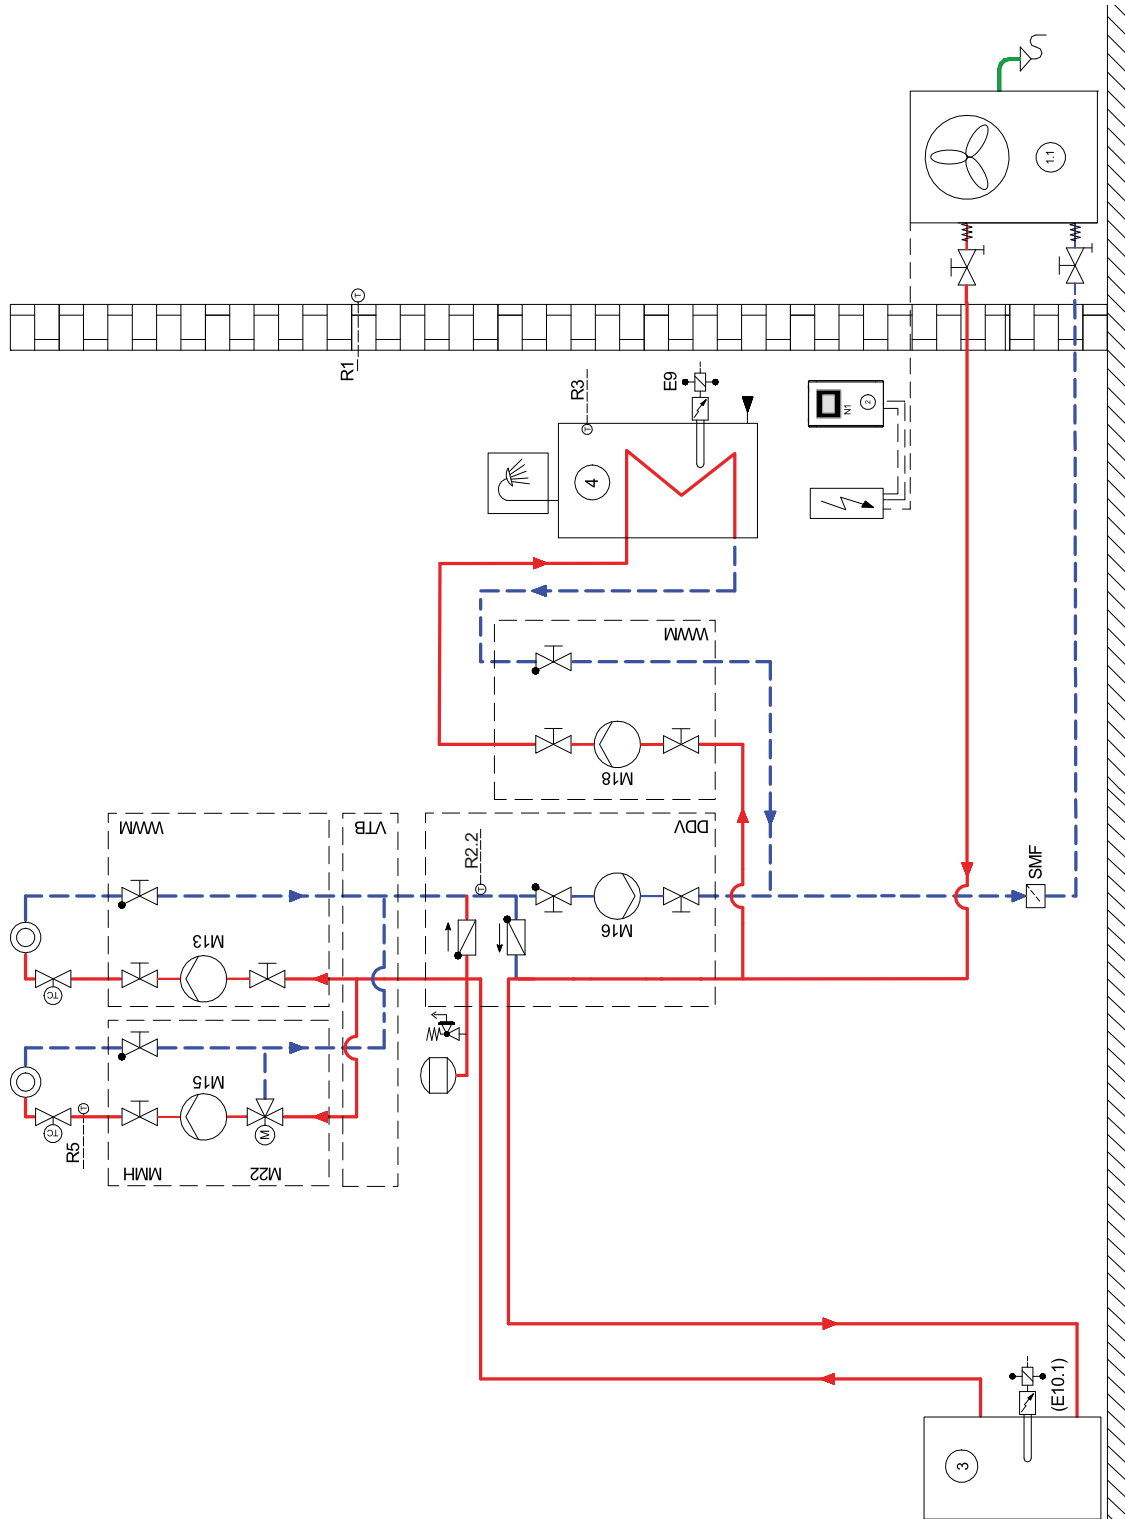 1.1
R1
R3
E9
N1
2
T
T
4
WWM
M18
WWM
VTB
DDV
R2.2
T
M13
M16
SMF
TC
M15
TC
T
R5
M
MMH
M22
(E10.1)
3